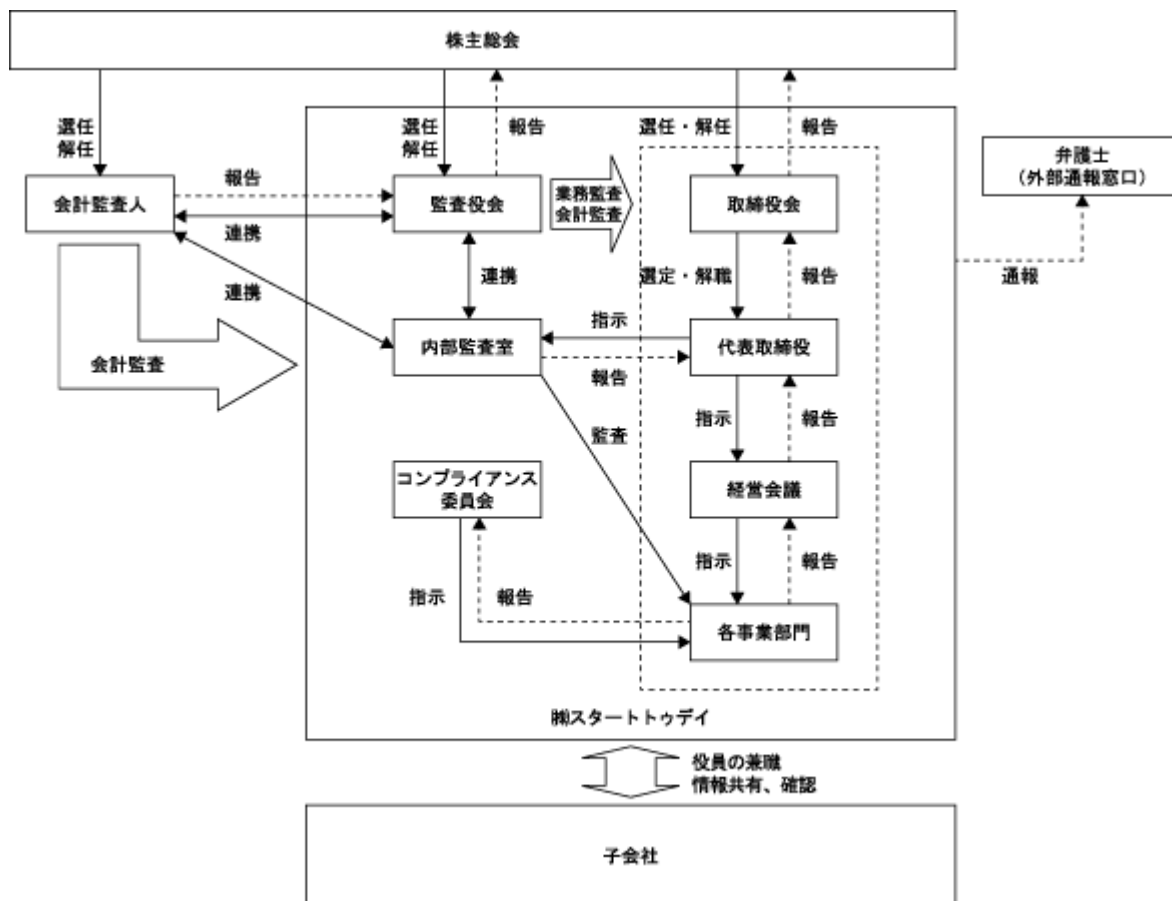 株主総会
選任
解任
選任
解任
報告
選任・解任
報告
弁護士
(外部通報窓口)
会計監査人
報告
連携
監査役会
業務監査
会計監査
取締役会
連携
連携
選定・解職
報告
通報
会計監査
内部監査室
指示
報告
代表取締役
監査
指示
報告
コンプライアンス
委員会
経営会議
指示
報告
指示
報告
各事業部門
㈱スタートトゥデイ
役員の兼職
情報共有、確認
子会社